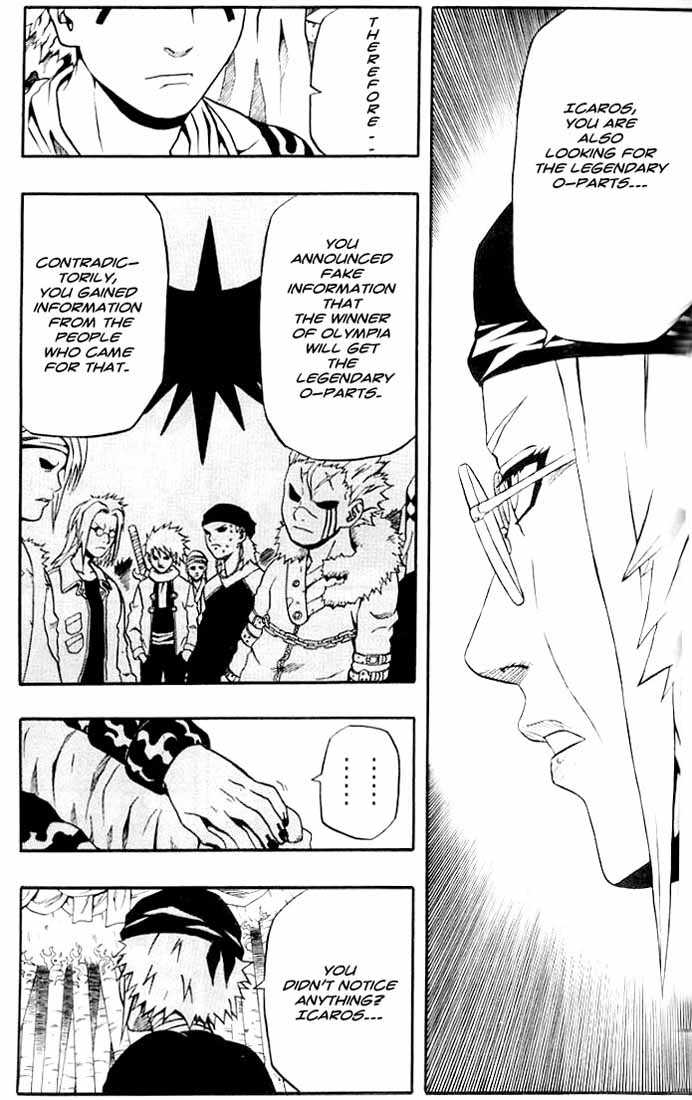 ICAROS,
YOU ARE
ALSO
LOOKING FOR
THE LEGENDARY
O-PARTS...
THEREFORE...
YOU
ANNOUNCED
FAKE
INFORMATION
THAT
THE WINNER
OF OLYMPIA
WILL GET
THE
LEGENDARY
O-PARTS.
CONTRADIC-
TORILY,
YOU GAINED
INFORMATION
FROM THE
PEOPLE
WHO CAME
FOR THAT.
......
YOU
DIDN'T NOTICE
ANYTHING?
ICAROS...